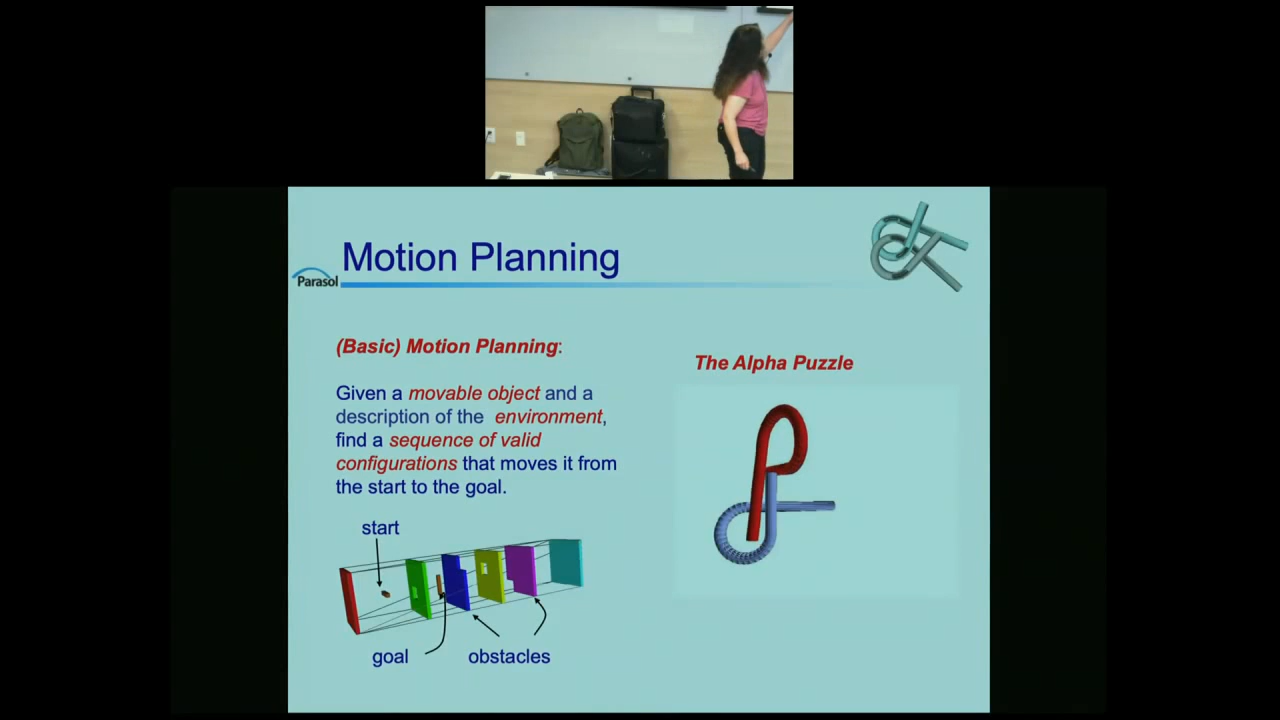 Motion Planning
Parasol
(Basic) Motion Planning:
Given a movable object and a
description of the environment,
find a sequence of valid
configurations that moves it from
the start to the goal.
start
goal
obstacles
The Alpha Puzzle